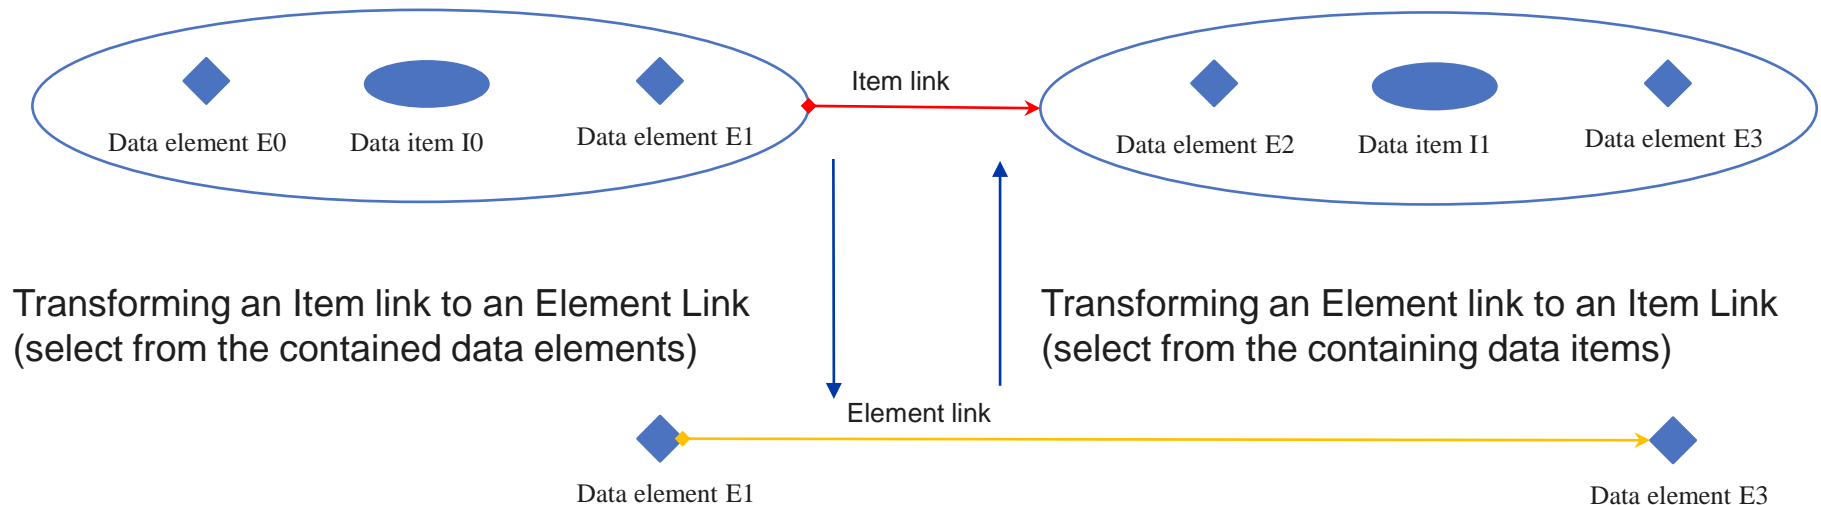 Item link
Data element E0
Data item I0
Data element E1
Data element E2
Data item I1
Data element E3
Transforming an Item link to an Element Link
(select from the contained data elements)
Transforming an Element link to an Item Link
(select from the containing data items)
Element link
Data element E1
Data element E3